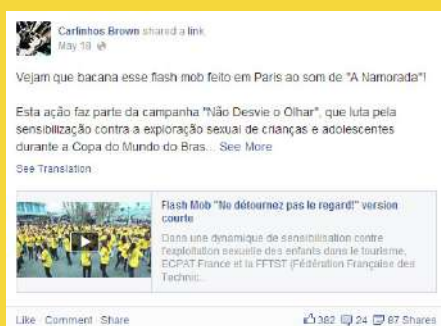 Carlinhos Brown shared a link.
May 18
Vejam que bacana esse flash mob feito em Paris ao som de "A Namorada"!
Esta ação faz parte da campanha "Não Desvie o Olhar", que luta pela
sensibilização contra a exploração sexual de crianças e adolescentes
durante a Copa do Mundo do Bras... See More
See Translation
Flash Mob "Ne détournez pas le regard!" version
courte
Dans une dynamique de sensibilisation contre
l'exploitation sexuelle des enfants dans le tourisme,
ECPAT France et la FFTST (Fédération Française des
Technic...
Like · Comment · Share
382 24 87 Shares